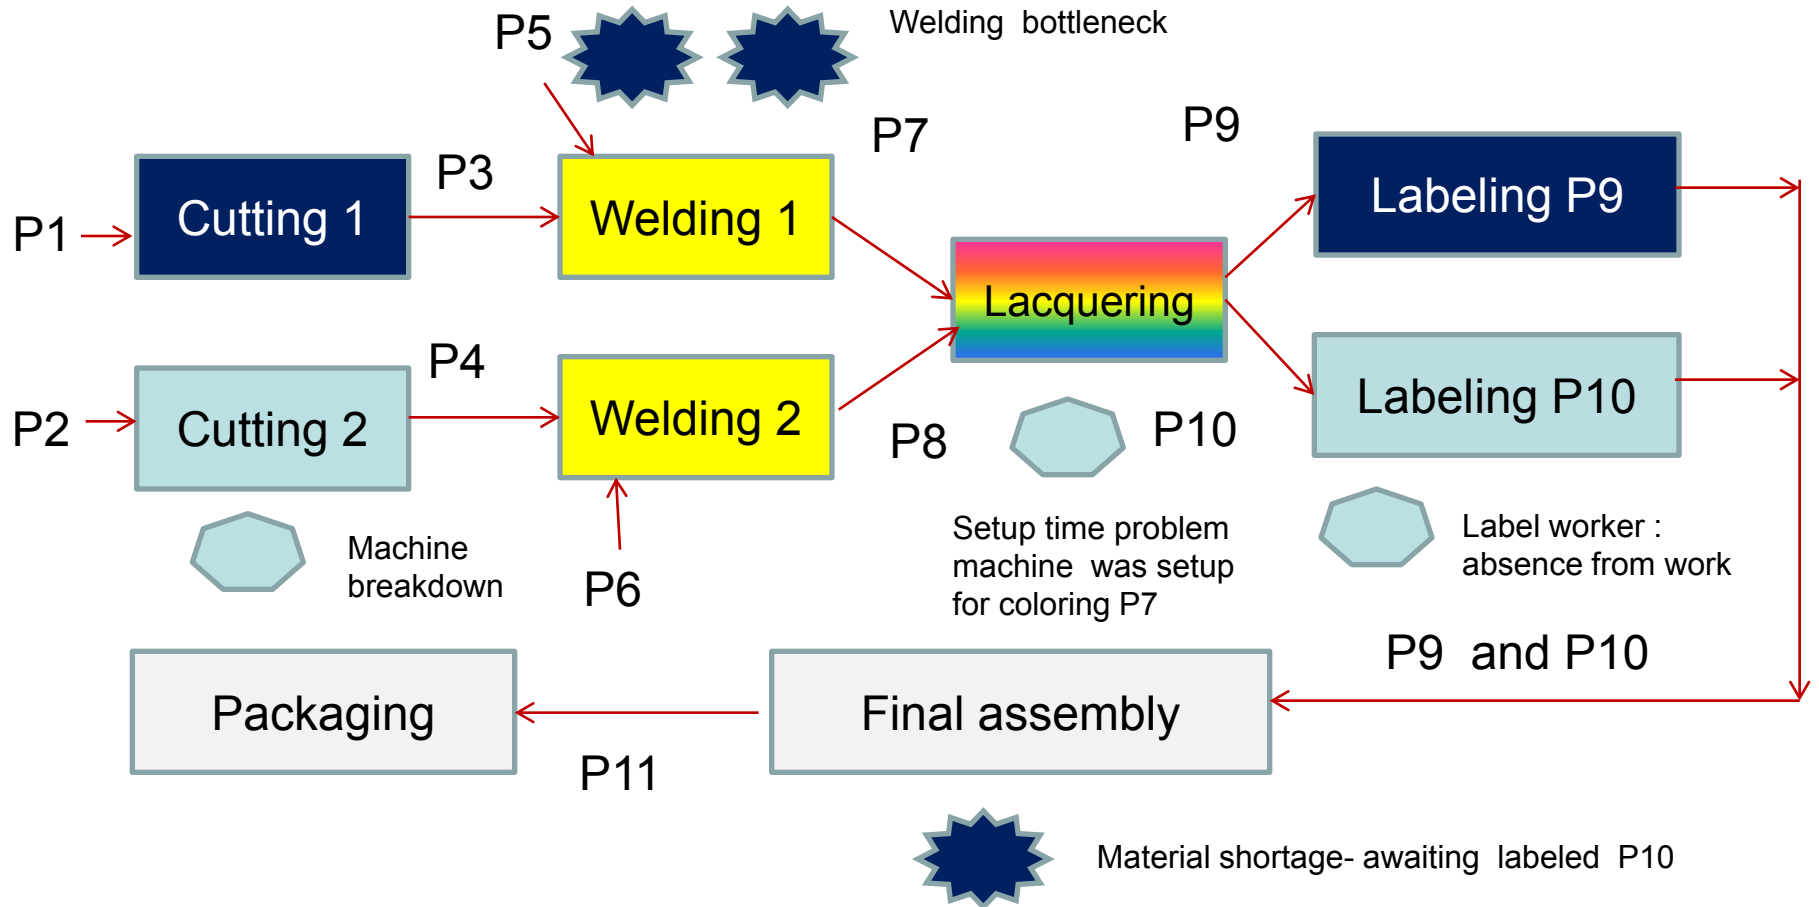 P5
Welding bottleneck
P7
P9
P3
Cutting 1
Welding 1
Labeling P9
P1
Lacquering
P4
P2
Cutting 2
Welding 2
P8
P10
Labeling P10
Machine
breakdown
P6
Setup time problem
machine was setup
for coloring P7
Label worker :
absence from work
P9 and P10
Packaging
Final assembly
P11
Material shortage- awaiting labeled P10